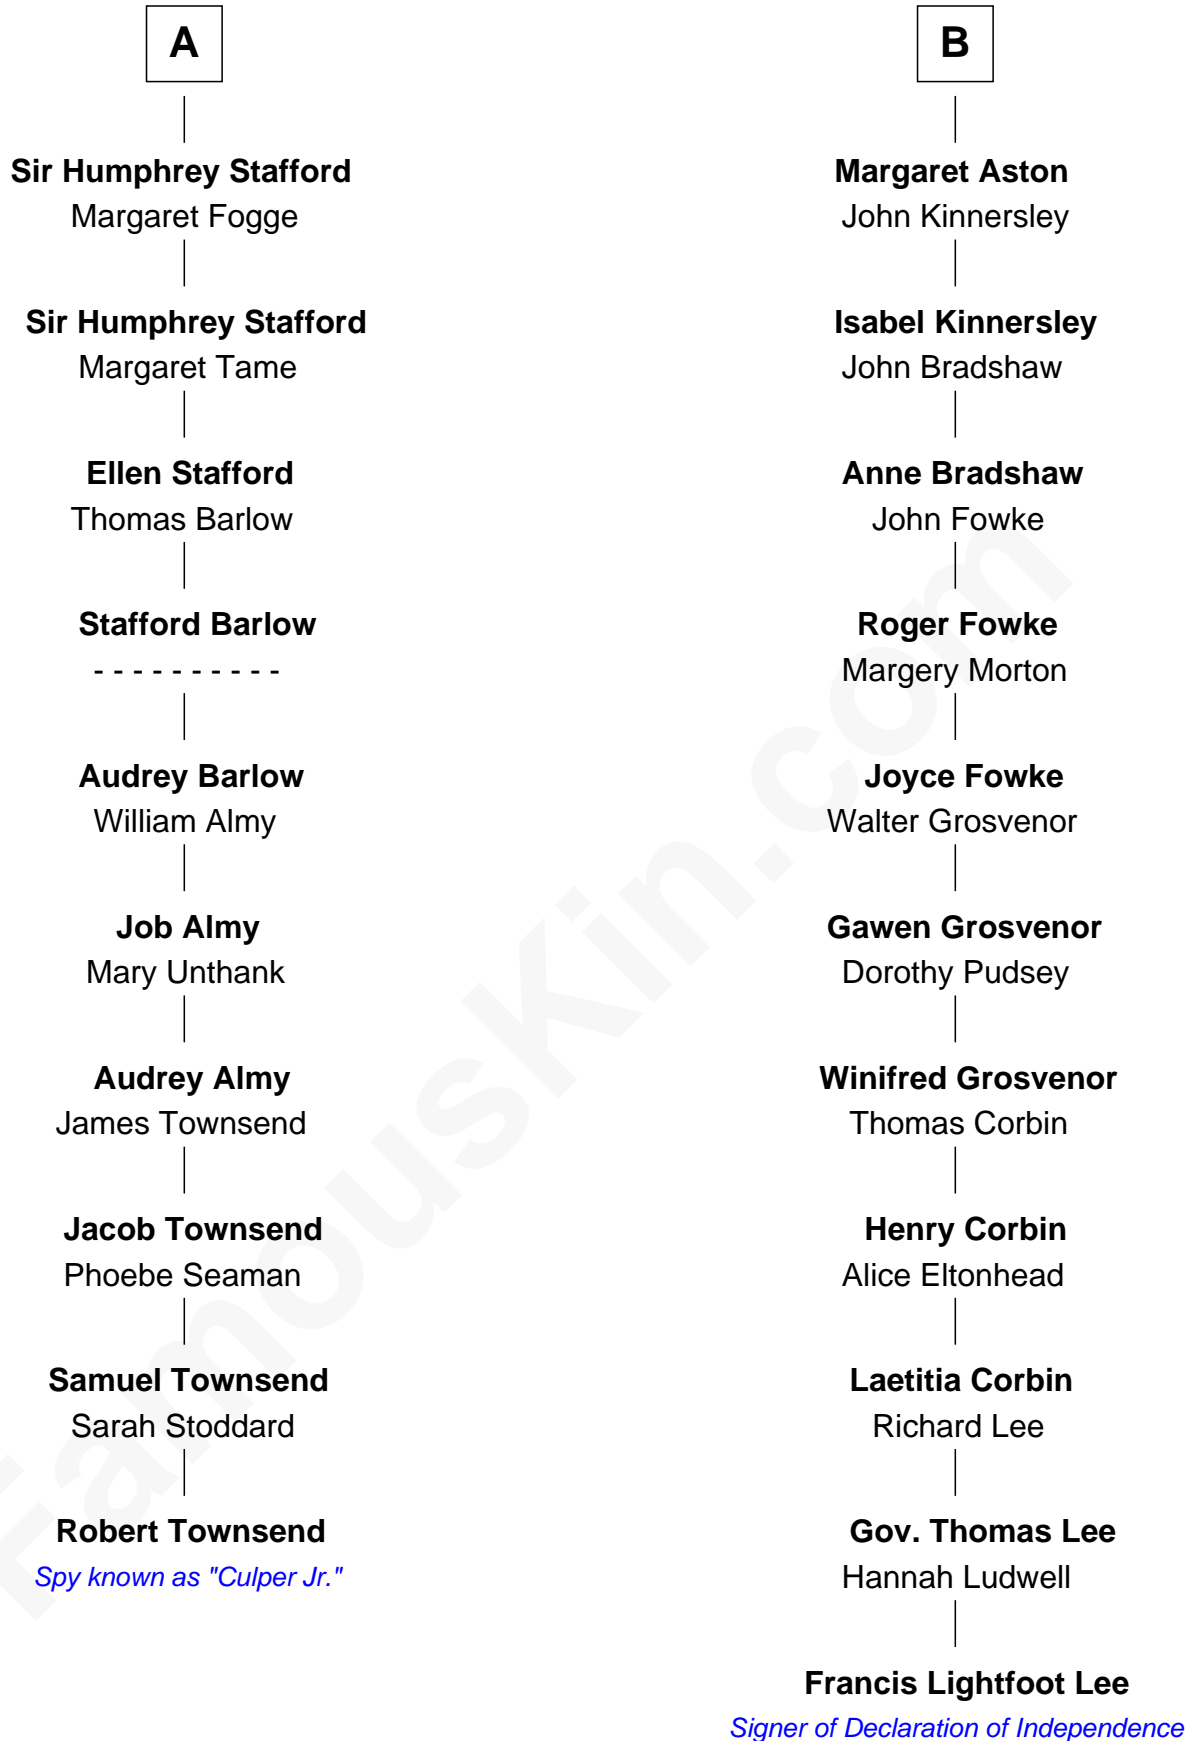 A
Sir Humphrey Stafford
Margaret Fogge
Sir Humphrey Stafford
Margaret Tame
Ellen Stafford
Thomas Barlow
Stafford Barlow
- - - - - - - - - -
Audrey Barlow
William Almy
Job Almy
Mary Unthank
Audrey Almy
James Townsend
Jacob Townsend
Phoebe Seaman
Samuel Townsend
Sarah Stoddard
Robert Townsend
Spy known as "Culper Jr."
B
Margaret Aston
John Kinnersley
Isabel Kinnersley
John Bradshaw
Anne Bradshaw
John Fowke
Roger Fowke
Margery Morton
Joyce Fowke
Walter Grosvenor
Gawen Grosvenor
Dorothy Pudsey
Winifred Grosvenor
Thomas Corbin
Henry Corbin
Alice Eltonhead
Laetitia Corbin
Richard Lee
Gov. Thomas Lee
Hannah Ludwell
Francis Lightfoot Lee
Signer of Declaration of Independence
FamousKin.com